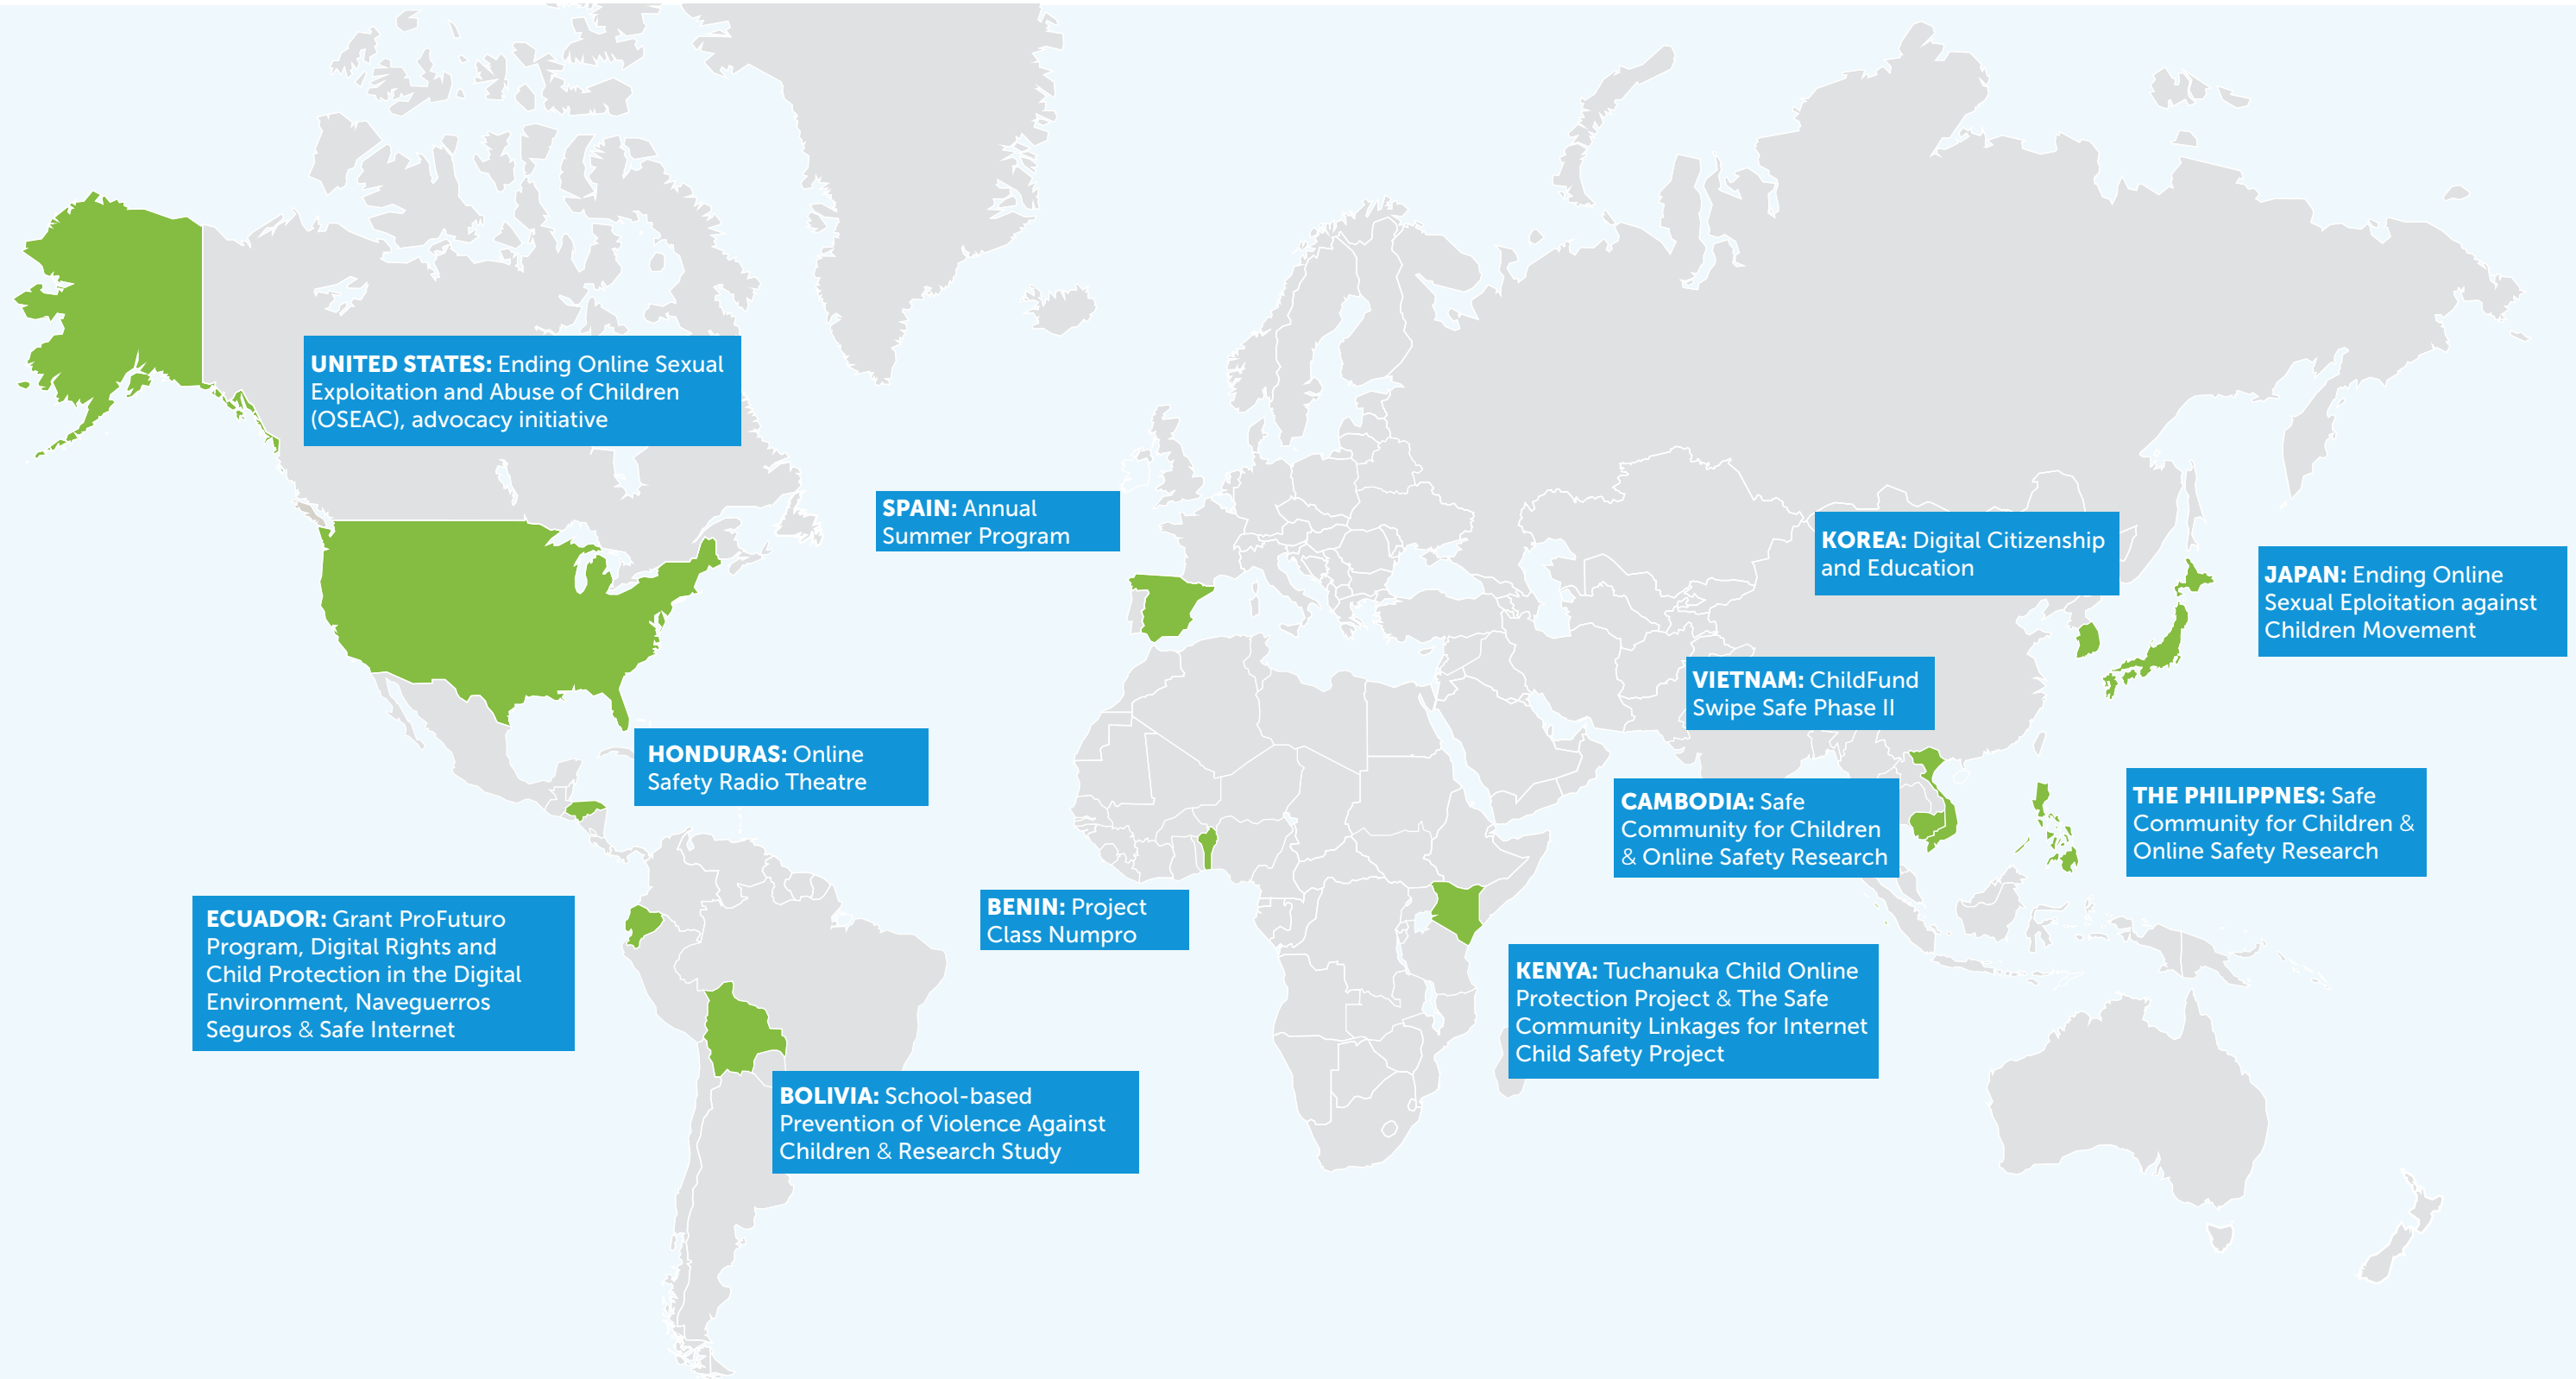 UNITED STATES: Ending Online Sexual
Exploitation and Abuse of Children
(OSEAC), advocacy initiative
SPAIN: Annual
Summer Program
KOREA: Digital Citizenship
and Education
JAPAN: Ending Online
Sexual Eploitation against
Children Movement
VIETNAM: ChildFund
Swipe Safe Phase II
HONDURAS: Online
Safety Radio Theatre
CAMBODIA: Safe
Community for Children
& Online Safety Research
THE PHILIPPNES: Safe
Community for Children &
Online Safety Research
ECUADOR: Grant ProFuturo
Program, Digital Rights and
Child Protection in the Digital
Environment, Naveguerros
Seguros & Safe Internet
BENIN: Project
Class Numpro
KENYA: Tuchanuka Child Online
Protection Project & The Safe
Community Linkages for Internet
Child Safety Project
BOLIVIA: School-based
Prevention of Violence Against
Children & Research Study